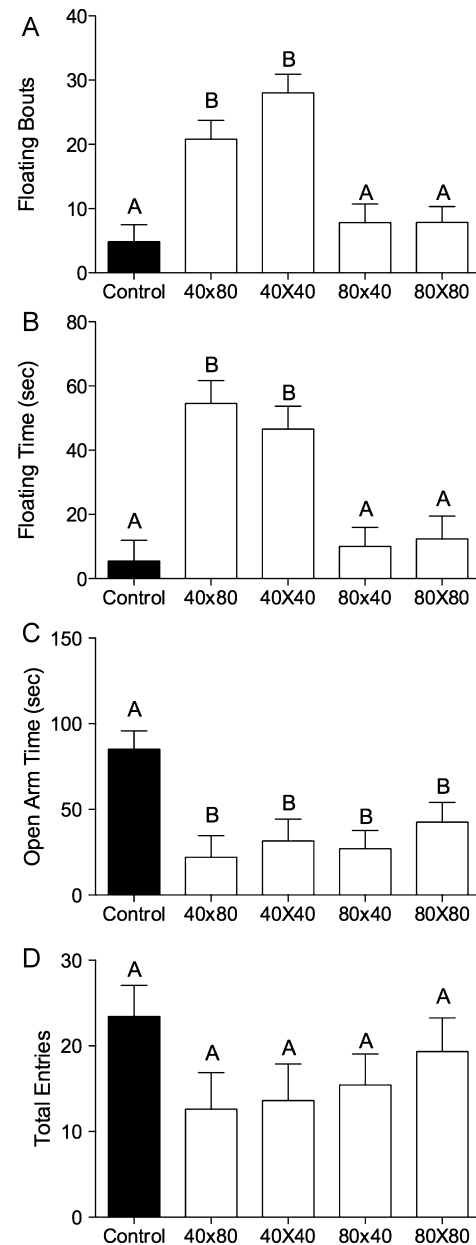 A
Floating Bouts
40
30
20
10
0
A
B
B
A
A
Control
40x80
40X40
80x40
80X80
B
Floating Time (sec)
80
60
40
20
0
A
B
B
A
A
Control
40x80
40X40
80x40
80X80
C
Open Arm Time (sec)
150
100
50
0
A
B
B
B
B
Control
40x80
40X40
80x40
80X80
D
Total Entries
30
20
10
0
A
A
A
A
A
Control
40x80
40X40
80x40
80X80